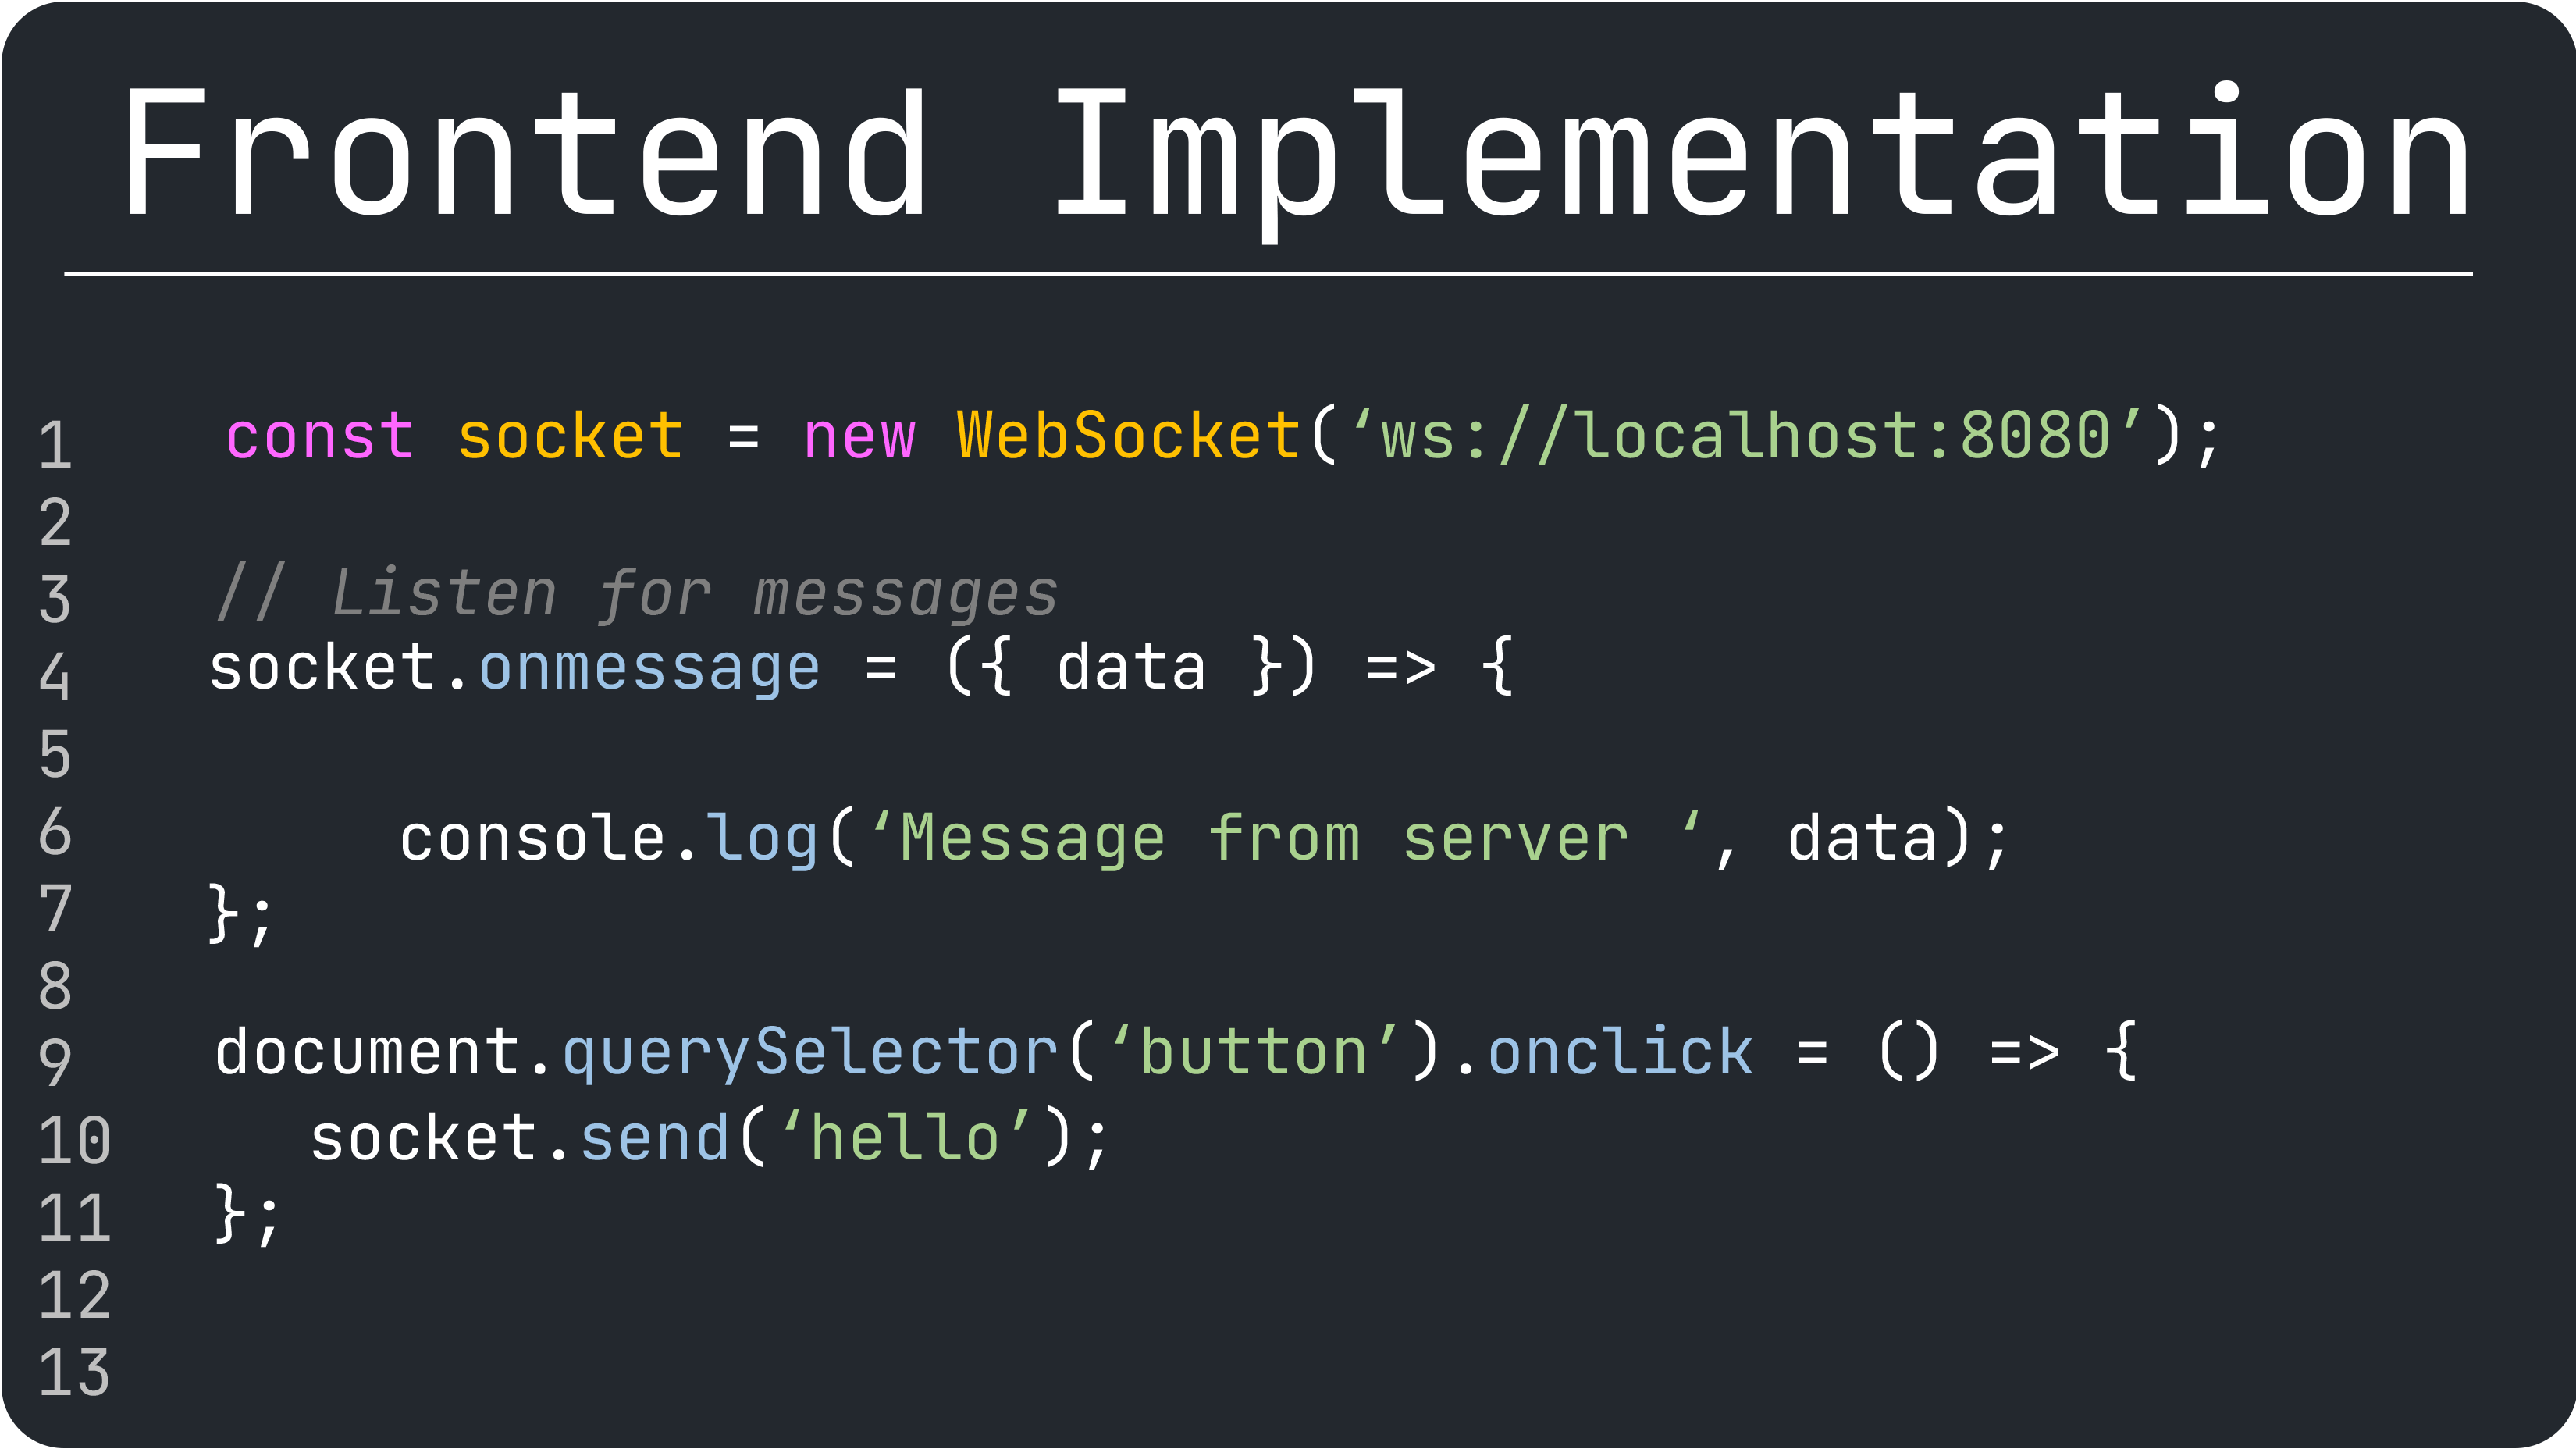 Frontend Implementation
1 const socket = new WebSocket(‘ws://localhost:8080’);
2
3 // Listen for messages
4 socket.onmessage = ({ data }) => {
5
6 console.log(‘Message from server ‘, data);
7 };
8
9 document.querySelector(‘button’).onclick = () => {
10 socket.send(‘hello’);
11 };
12
13